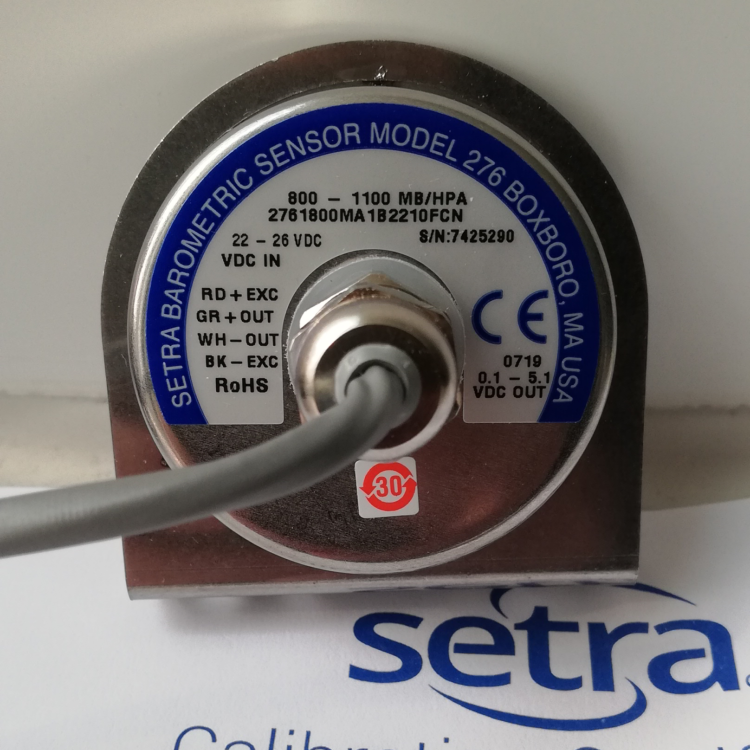 SETRA BAROMETRIC SENSOR MODEL 276 BOXBORO, MA USA
800 – 1100 MB/HPA
2761800MA1B2210FCN
22 – 26 VDC
S/N:7425290
VDC IN
RD + EXC
GR + OUT
WH – OUT
BK – EXC
RoHS
CE
0719
0.1 – 5.1
VDC OUT
30
setra